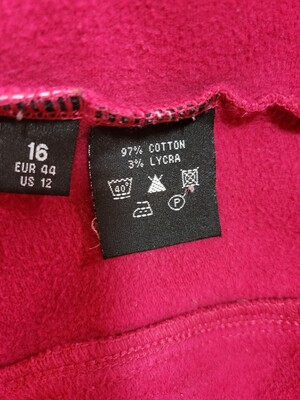 16
EUR 44
US 12
97% COTTON
3% LYCRA
40°
P